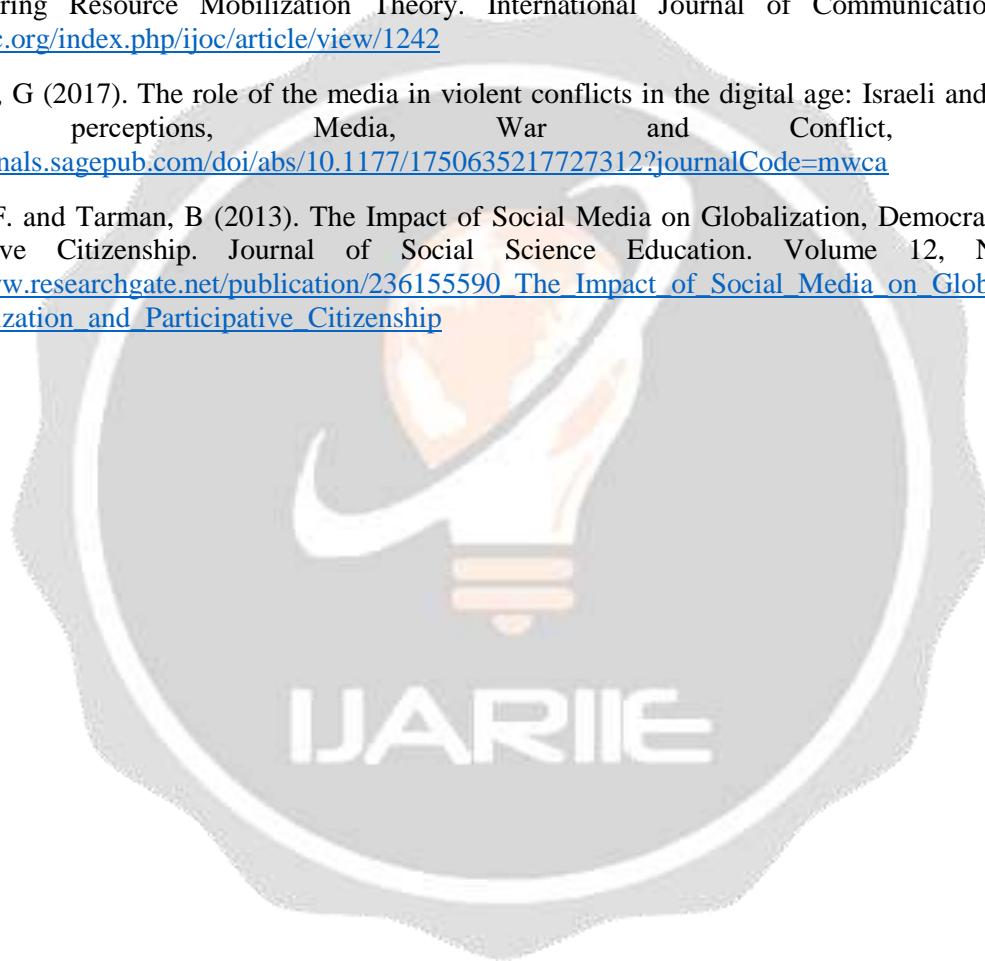 ring Resource Mobilization Theory. International Journal of Communicatio
c.org/index.php/ijoc/article/view/1242
, G (2017). The role of the media in violent conflicts in the digital age: Israeli and
perceptions, Media, War and Conflict,
nals.sagepub.com/doi/abs/10.1177/1750635217727312?journalCode=mwca
F. and Tarman, B (2013). The Impact of Social Media on Globalization, Democra
ve Citizenship. Journal of Social Science Education. Volume 12, N
w.researchgate.net/publication/236155590_The_Impact_of_Social_Media_on_Glob
ization_and_Participative_Citizenship
IJARIIE